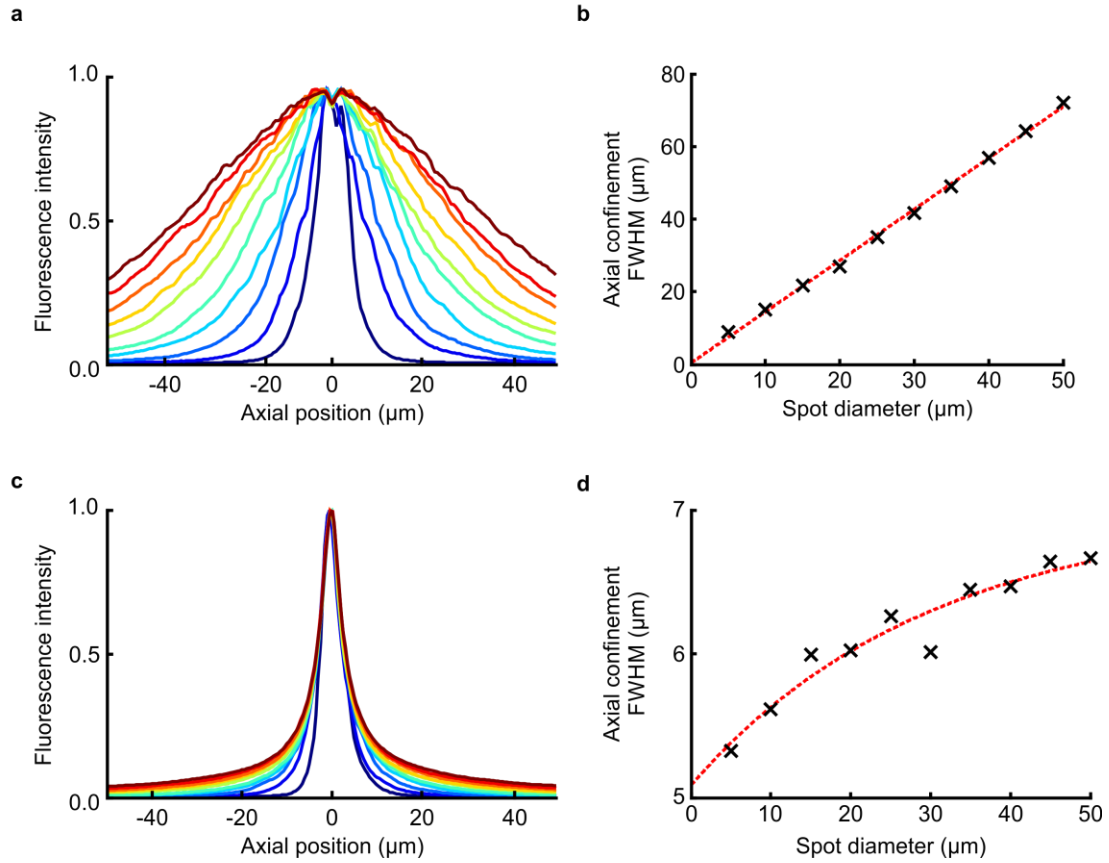 a
Fluorescence intensity
1.0
0.5
0.0
-40
-20
0
20
40
Axial position (µm)
b
Axial confinement
FWHM (µm)
80
60
40
20
0
0
10
20
30
40
50
Spot diameter (µm)
c
Fluorescence intensity
1.0
0.5
0.0
-40
-20
0
20
40
Axial position (µm)
d
Axial confinement
FWHM (µm)
7
6
5
0
10
20
30
40
50
Spot diameter (µm)